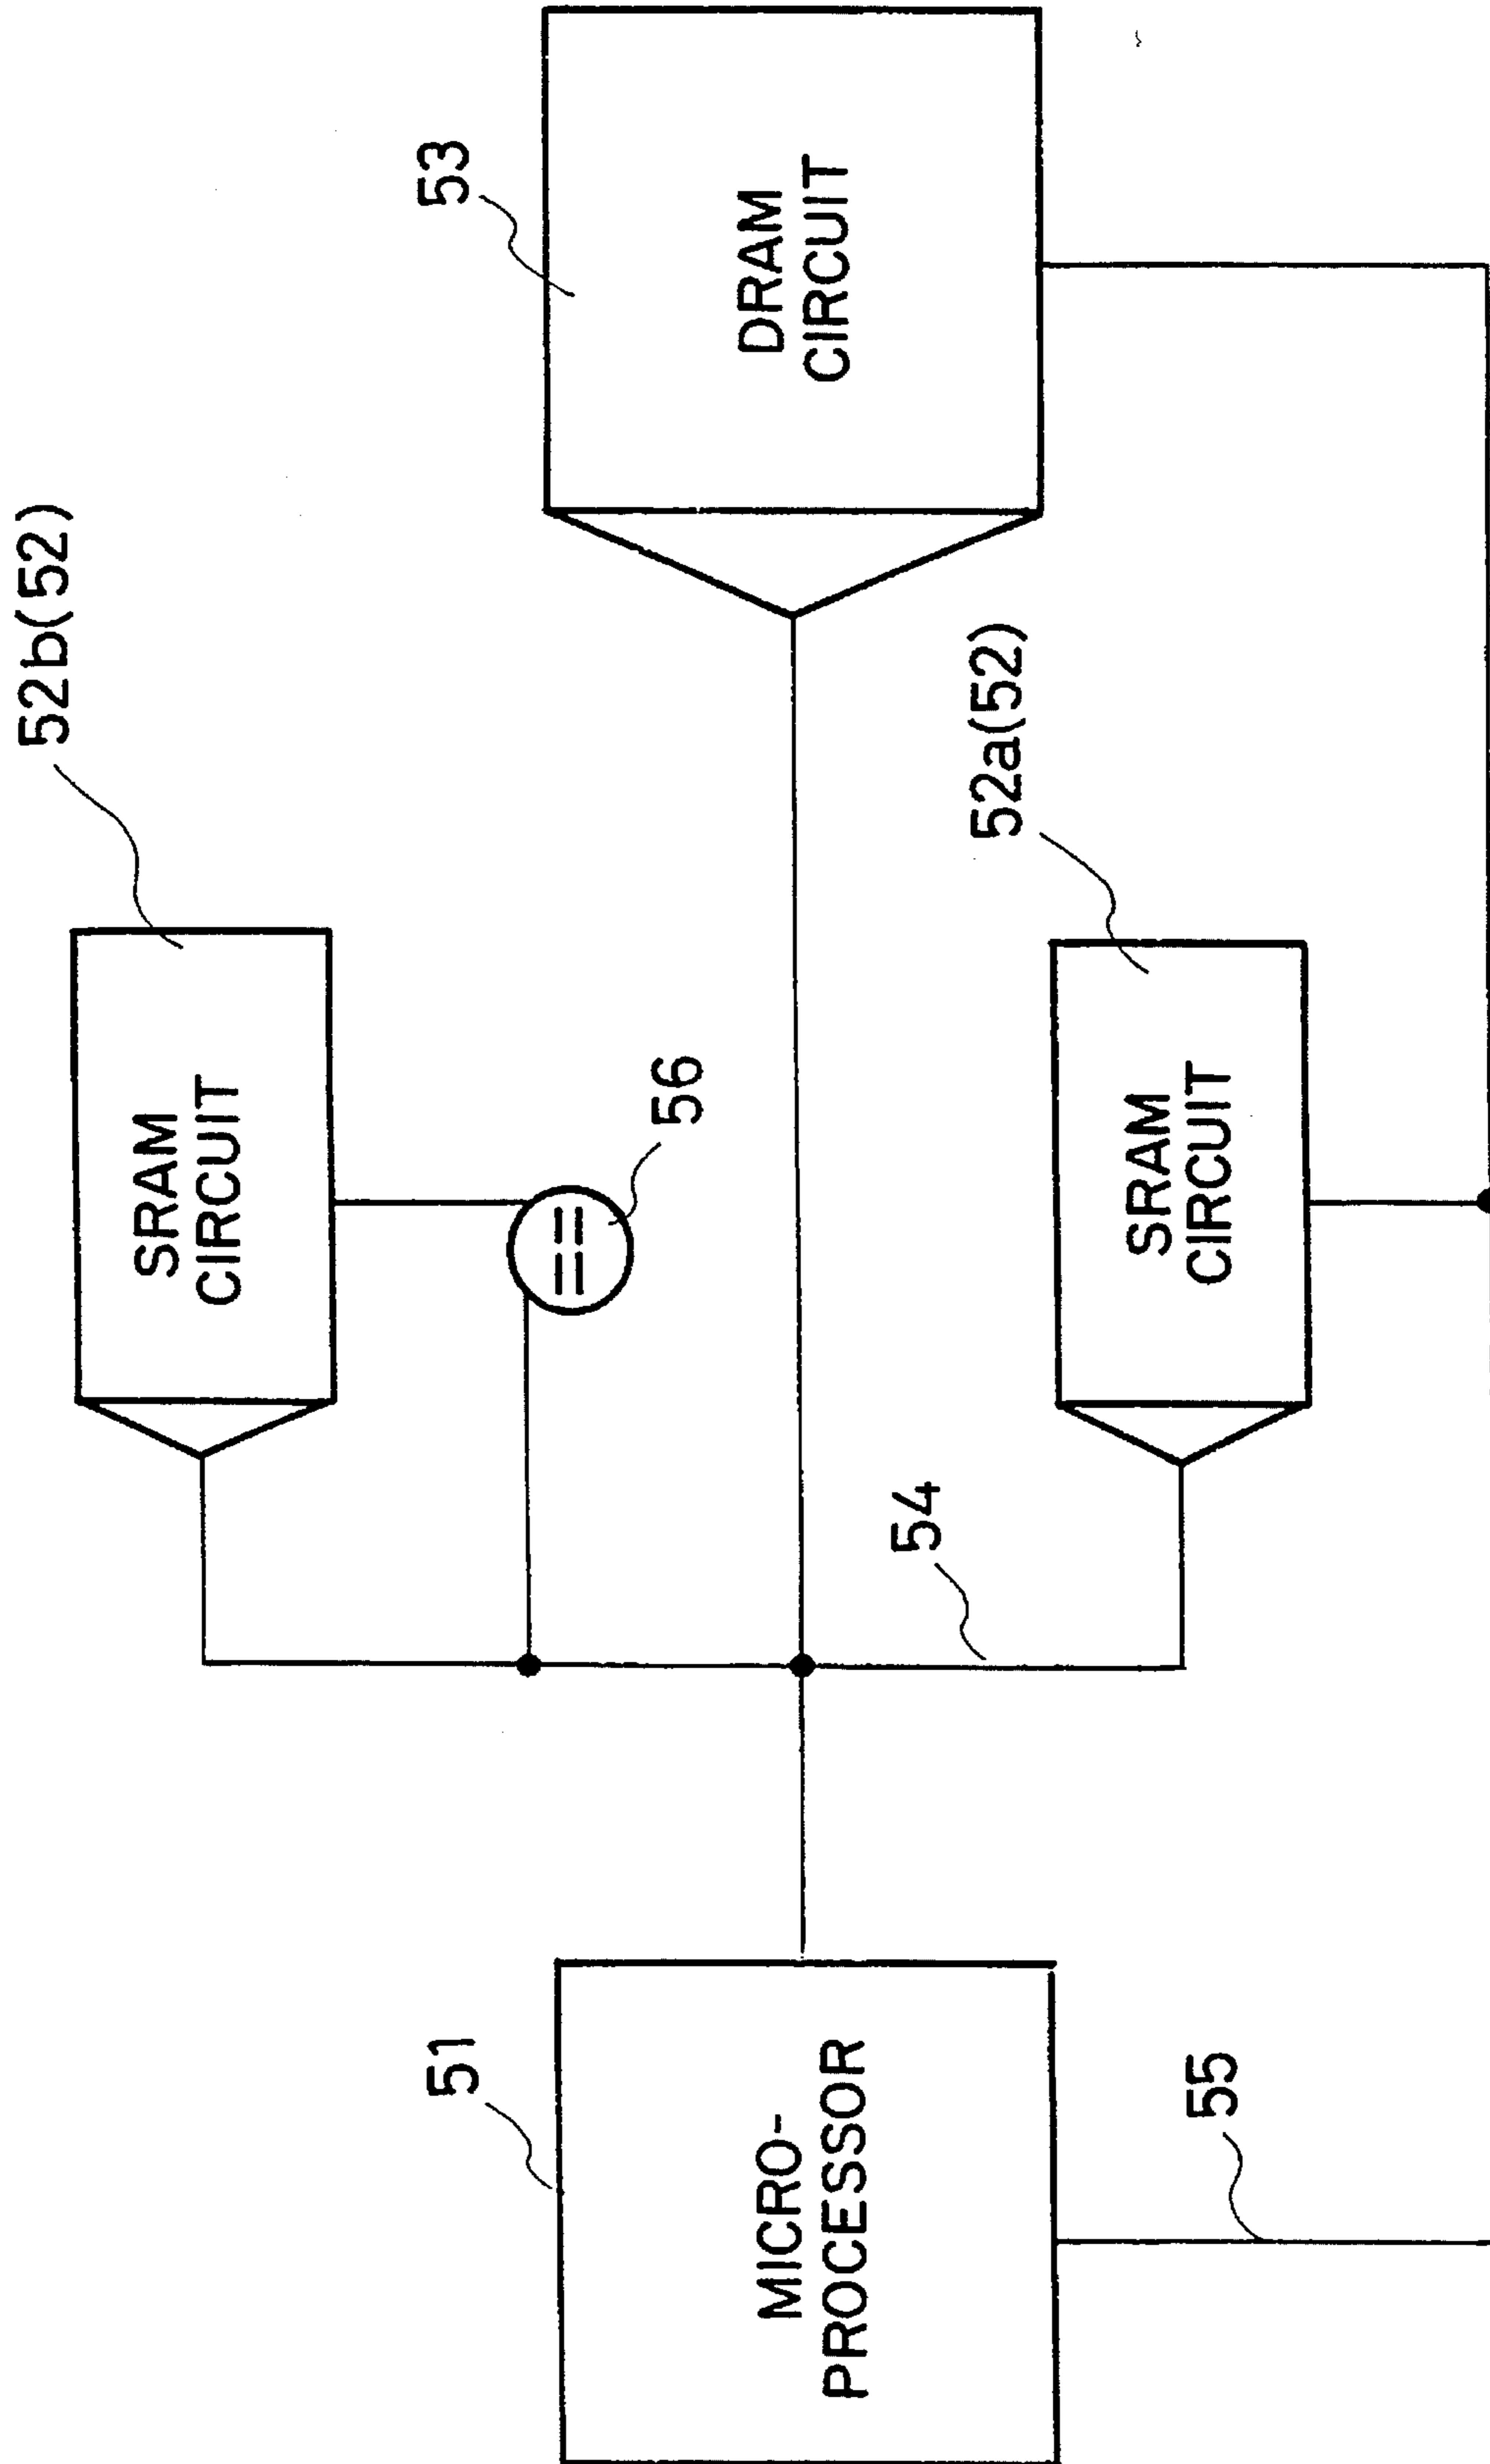 52b(52)
SRAM
CIRCUIT
53
56
51
MICRO-
PROCESSOR
DRAM
CIRCUIT
54
52a(52)
SRAM
CIRCUIT
55